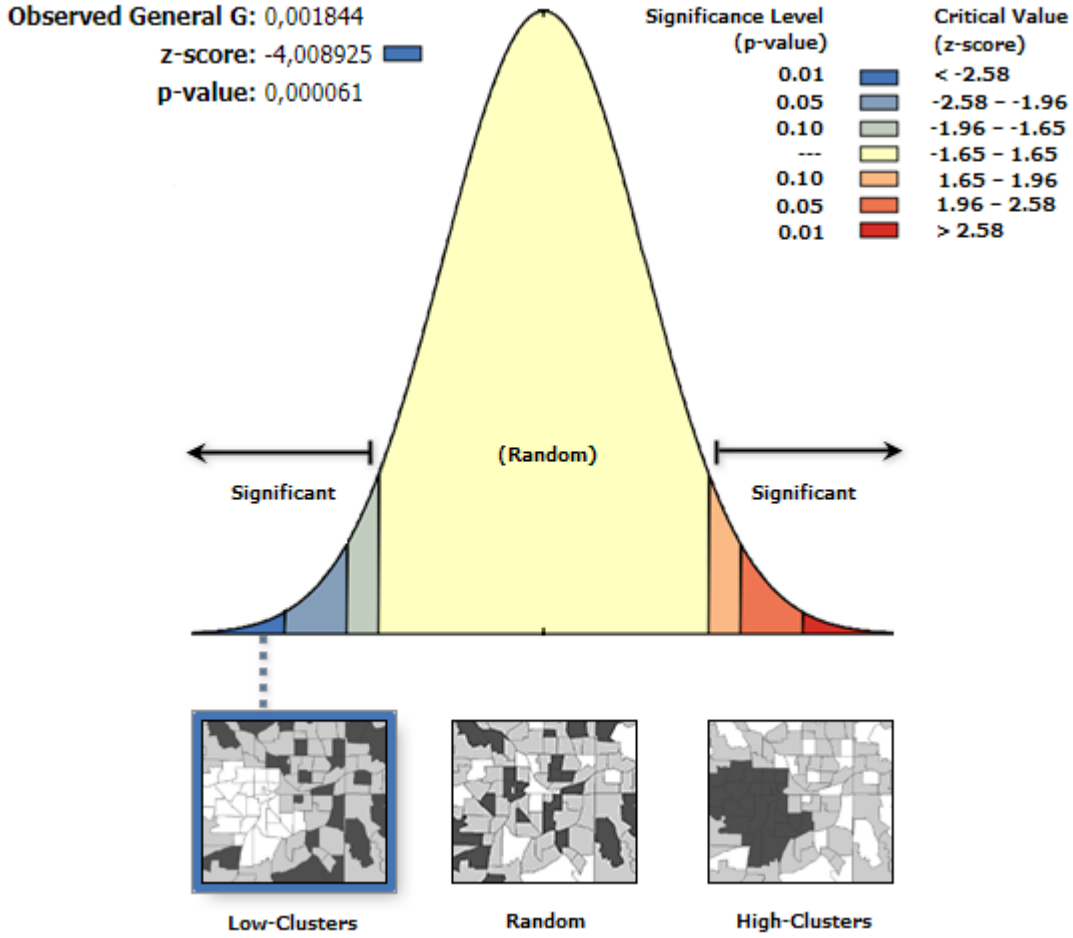 Observed General G: 0,001844
z-score: -4,008925
p-value: 0,000061
Significance Level
(p-value)
Critical Value
(z-score)
0.01 < -2.58
0.05 -2.58 – -1.96
0.10 -1.96 – -1.65
--- -1.65 – 1.65
0.10 1.65 – 1.96
0.05 1.96 – 2.58
0.01 > 2.58
(Random)
Significant
Significant
Low-Clusters
Random
High-Clusters